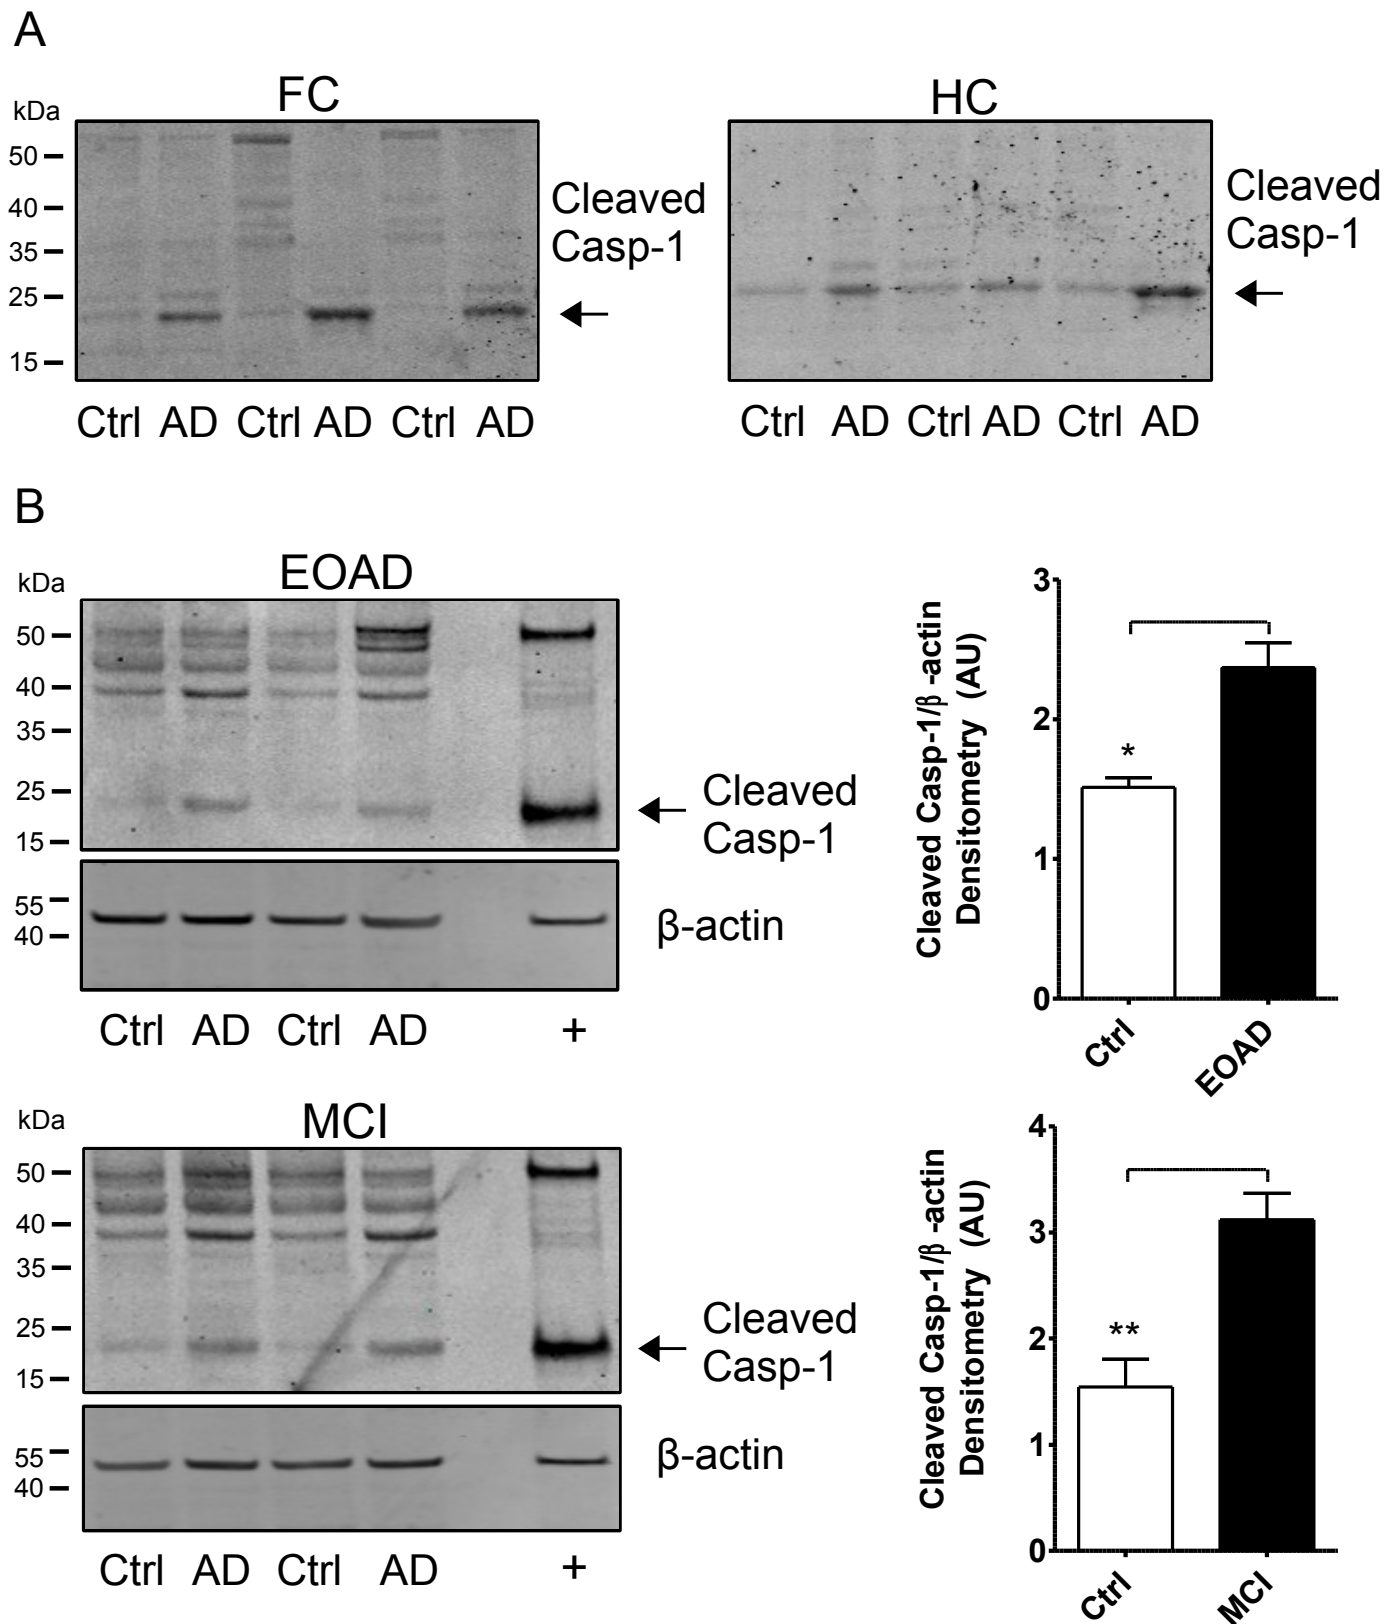 A
FC
HC
kDa
50
40
35
25
15
Cleaved
Casp-1
Cleaved
Casp-1
Ctrl AD Ctrl AD Ctrl AD
Ctrl AD Ctrl AD Ctrl AD
B
EOAD
kDa
50
40
35
25
15
Cleaved
Casp-1
55
40
β-actin
Ctrl AD Ctrl AD +
Cleaved Casp-1/β -actin
Densitometry (AU)
3
2
1
0
*
Ctrl
EOAD
MCI
kDa
50
40
35
25
15
Cleaved
Casp-1
55
40
β-actin
Ctrl AD Ctrl AD +
Cleaved Casp-1/β -actin
Densitometry (AU)
4
3
2
1
0
**
Ctrl
MCI